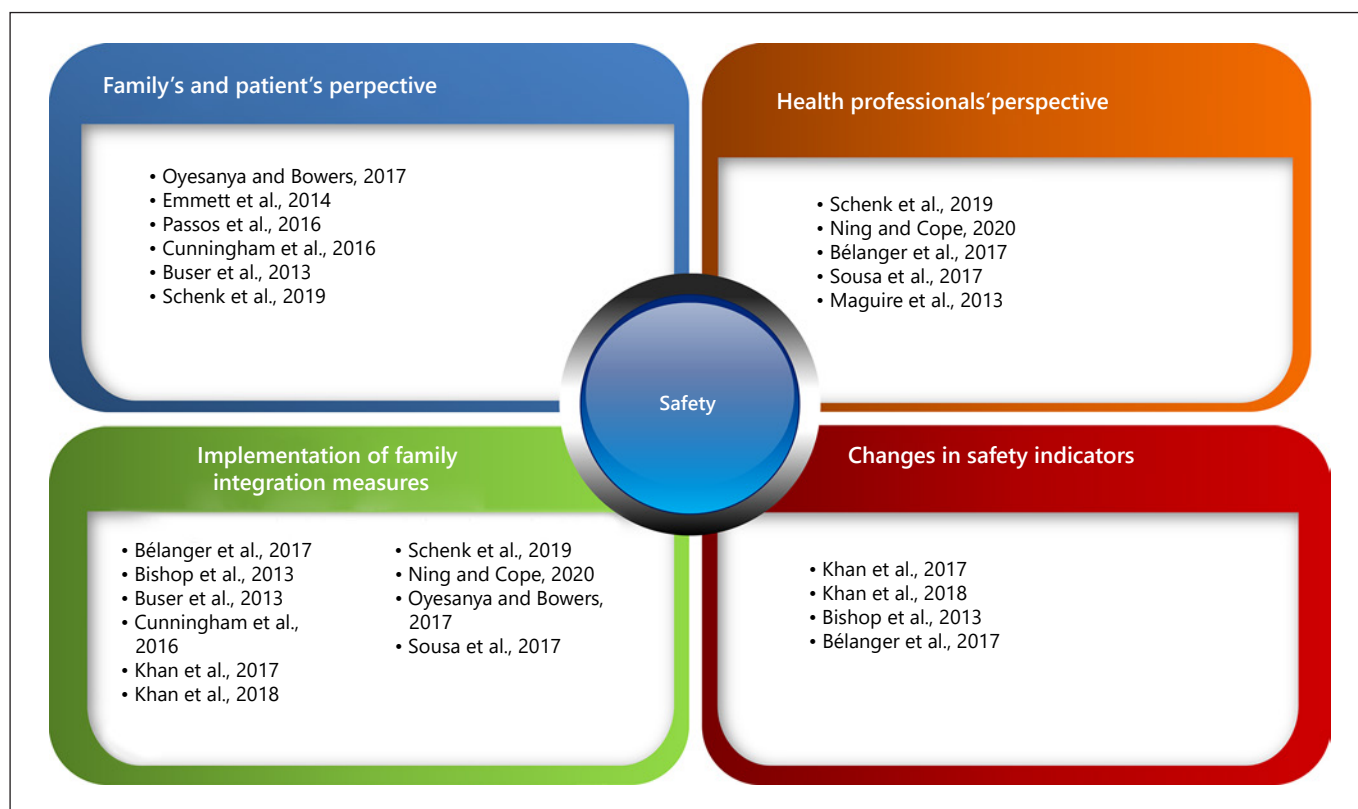 Family's and patient's perpective
• Oyesanya and Bowers, 2017
• Emmett et al., 2014
• Passos et al., 2016
• Cunningham et al., 2016
• Buser et al., 2013
• Schenk et al., 2019
Health professionals'perspective
• Schenk et al., 2019
• Ning and Cope, 2020
• Bélanger et al., 2017
• Sousa et al., 2017
• Maguire et al., 2013
Safety
Implementation of family
integration measures
• Bélanger et al., 2017
• Bishop et al., 2013
• Buser et al., 2013
• Cunningham et al.,
2016
• Khan et al., 2017
• Khan et al., 2018
• Schenk et al., 2019
• Ning and Cope, 2020
• Oyesanya and Bowers,
2017
• Sousa et al., 2017
Changes in safety indicators
• Khan et al., 2017
• Khan et al., 2018
• Bishop et al., 2013
• Bélanger et al., 2017